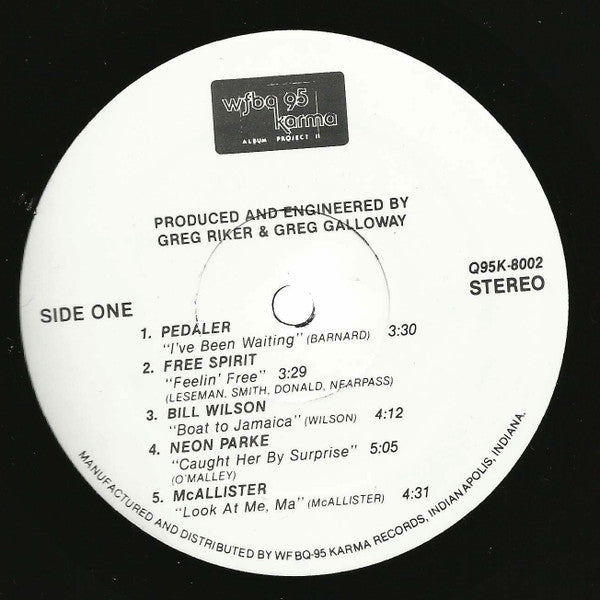 wfbq 95
karma
ALBUM PROJECT II
PRODUCED AND ENGINEERED BY
GREG RIKER & GREG GALLOWAY
Q95K-8002
STEREO
SIDE ONE
1. PEDALER
"I've Been Waiting" (BARNARD) 3:30
2. FREE SPIRIT
"Feelin' Free" 3:29
(LESEMAN, SMITH, DONALD, NEARPASS)
3. BILL WILSON
"Boat to Jamaica" (WILSON) 4:12
4. NEON PARKE
"Caught Her By Surprise" 5:05
(O'MALLEY)
5. McALLISTER
"Look At Me, Ma" (McALLISTER) 4:31
MANUFACTURED AND DISTRIBUTED BY WFBQ-95 KARMA RECORDS, INDIANAPOLIS, INDIANA.